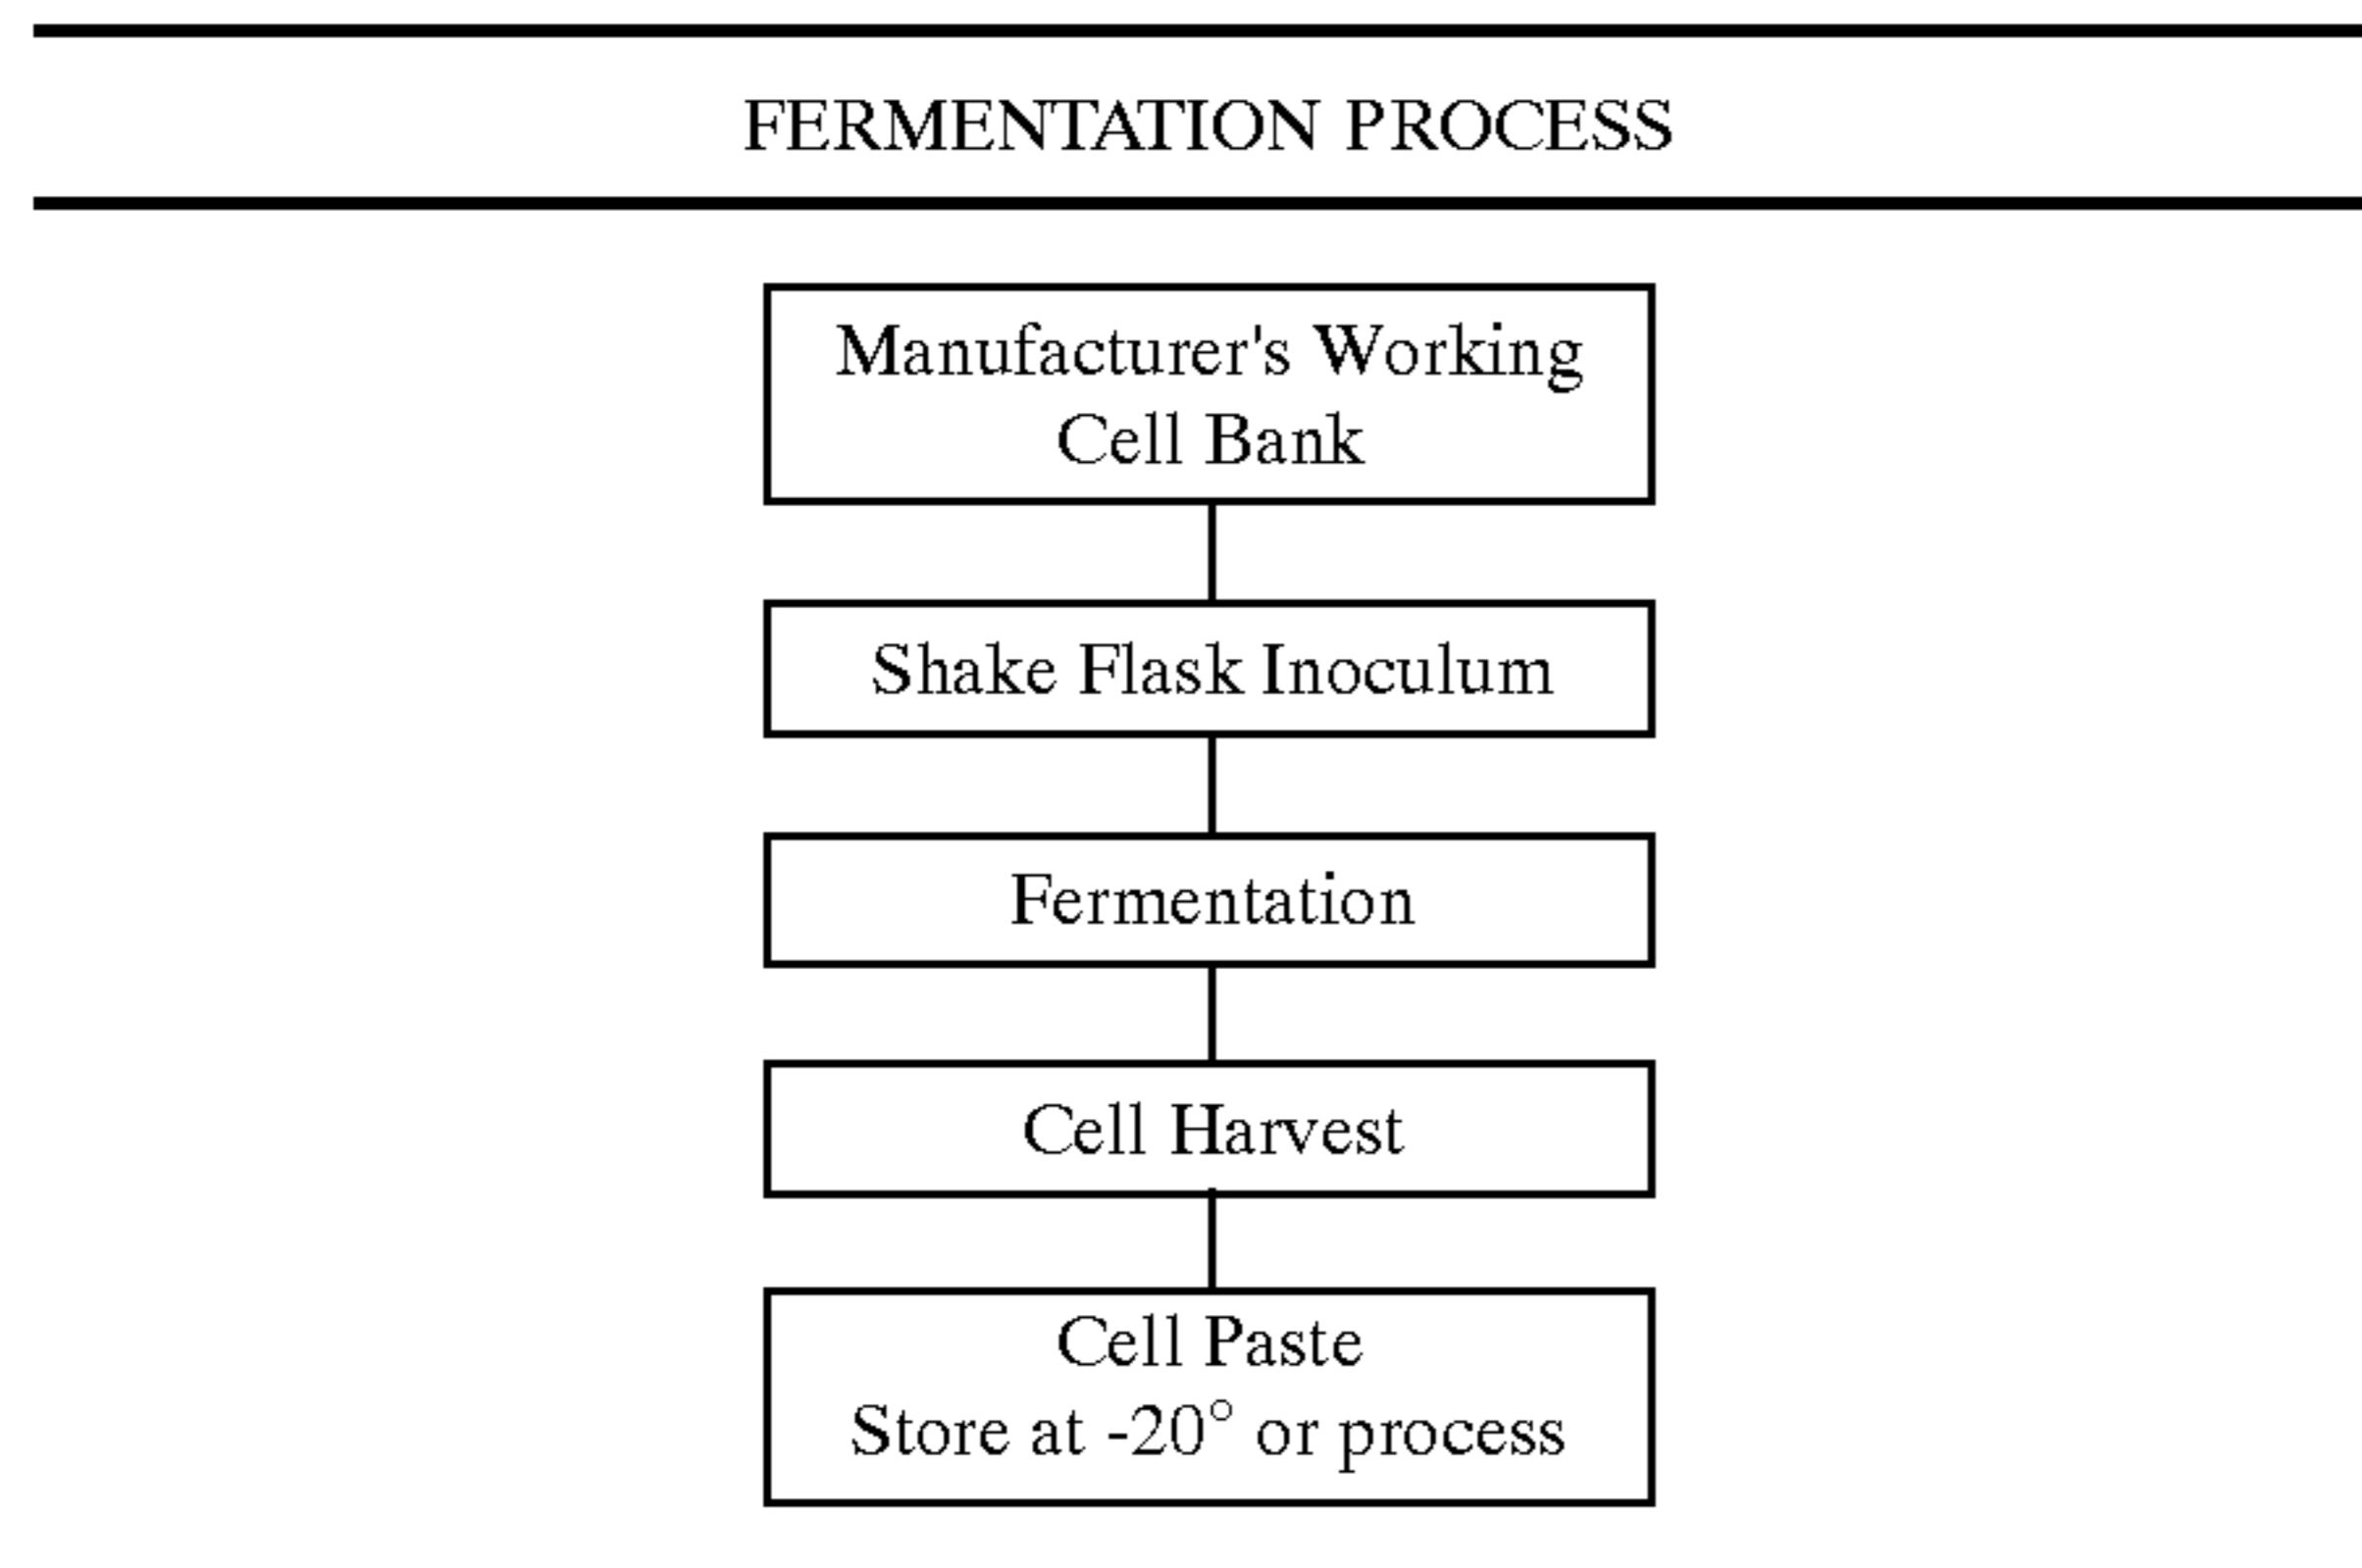 FERMENTATION PROCESS
Manufacturer's Working
Cell Bank
Shake Flask Inoculum
Fermentation
Cell Harvest
Cell Paste
Store at -20° or process